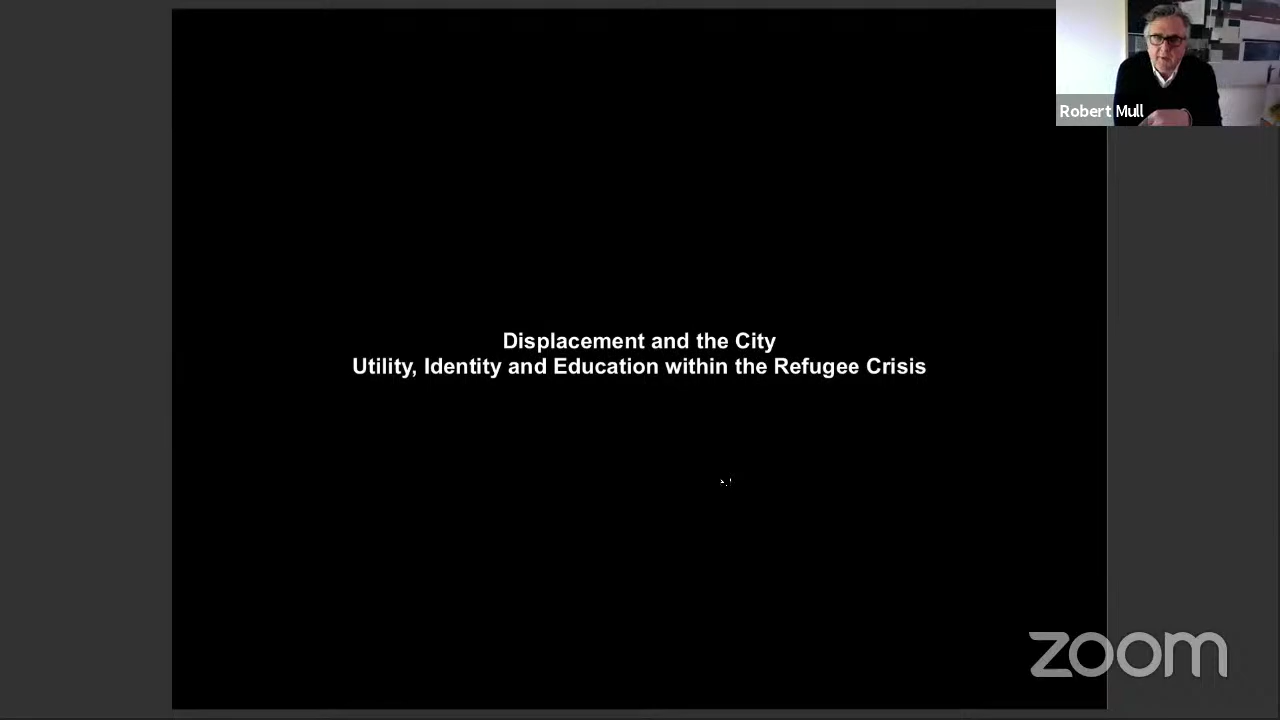 Robert Mull
Displacement and the City
Utility, Identity and Education within the Refugee Crisis
zoom